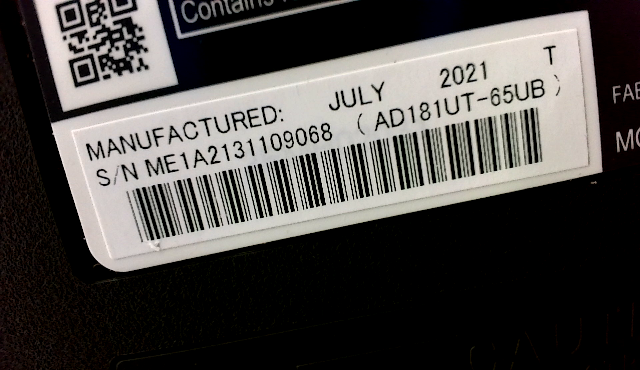 Contains
MANUFACTURED: JULY 2021 T
S/N ME1A2131109068 ( AD181UT-65UB )